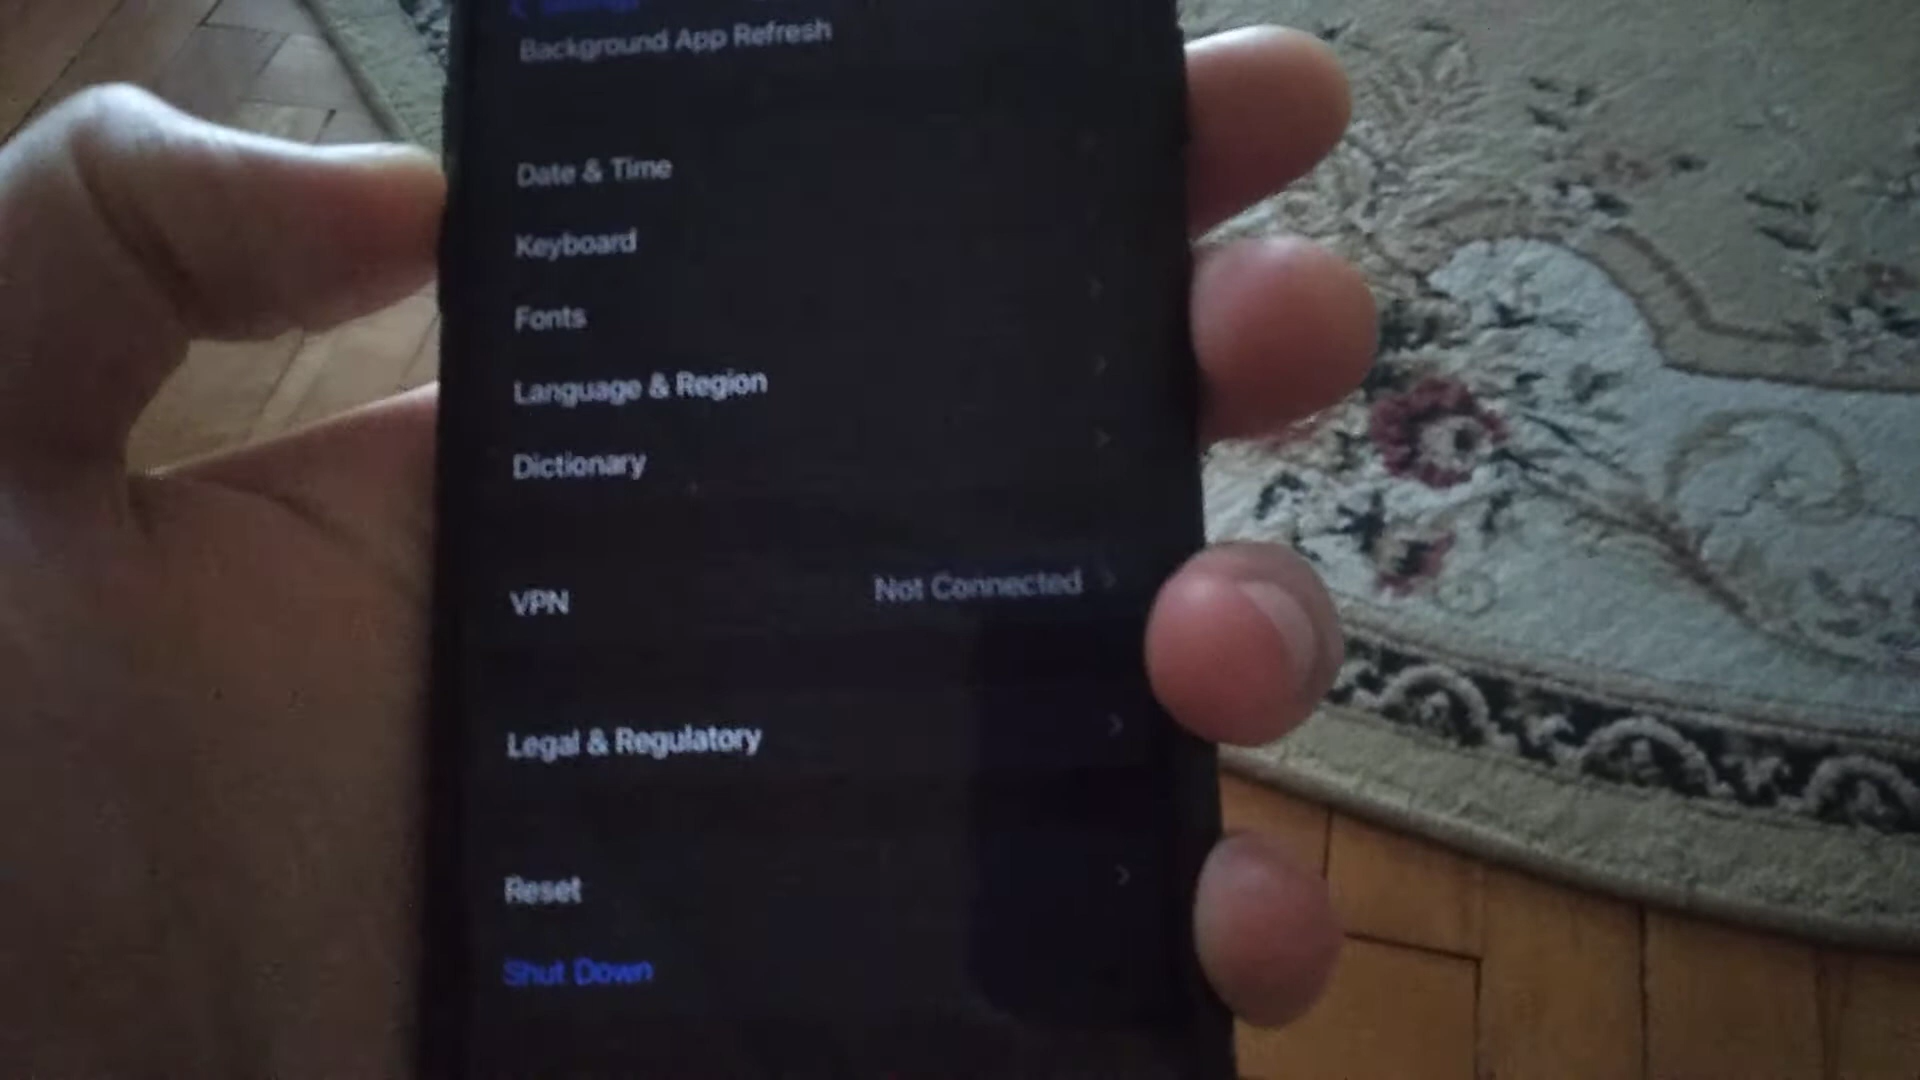 Background App Refresh
Date & Time
Keyboard
Fonts
Language & Region
Dictionary
VPN Not Connected
Legal & Regulatory
Reset
Shut Down